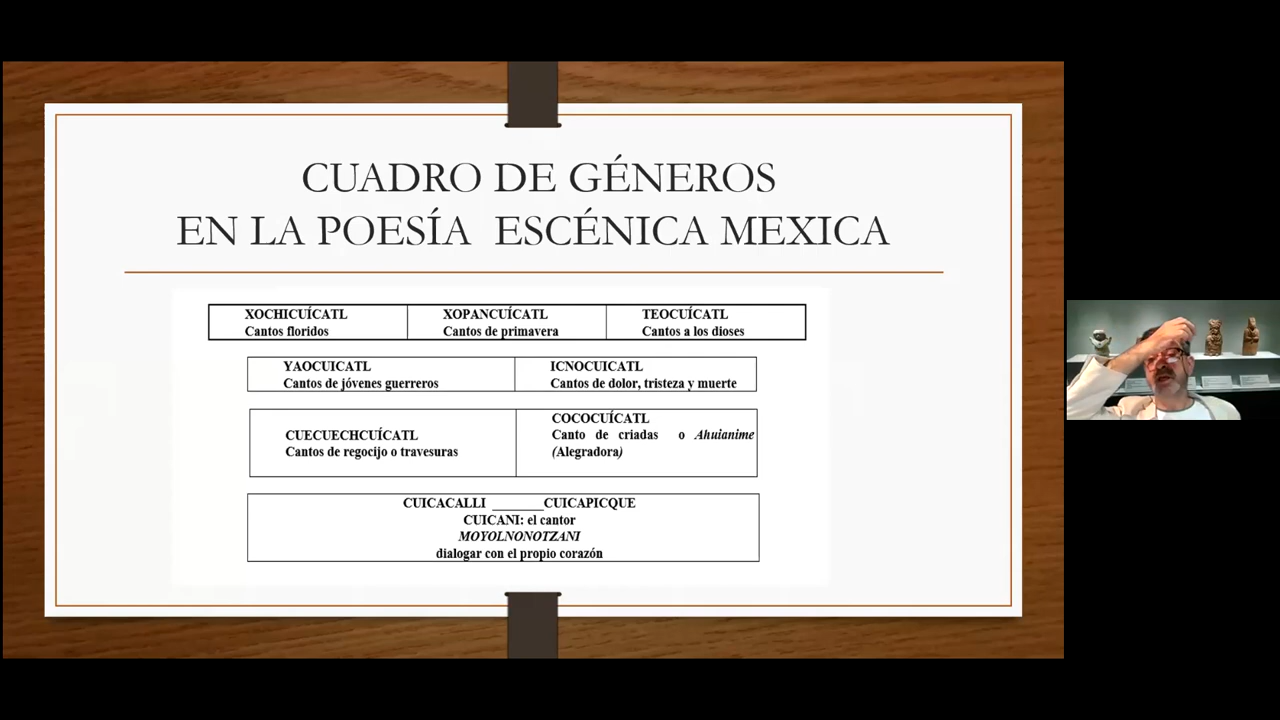 CUADRO DE GÉNEROS
EN LA POESÍA ESCÉNICA MEXICA
XOCHICUÍCATL
Cantos floridos
XOPANCUÍCATL
Cantos de primavera
TEOCUÍCATL
Cantos a los dioses
YAOCUICATL
Cantos de jóvenes guerreros
ICNOCUICATL
Cantos de dolor, tristeza y muerte
CUECUECHCUÍCATL
Cantos de regocijo o travesuras
COCOCUÍCATL
Canto de criadas o Ahuianime
(Alegradora)
CUICACALLI _______CUICAPICQUE
CUICANI: el cantor
MOYOLNONOTZANI
dialogar con el propio corazón